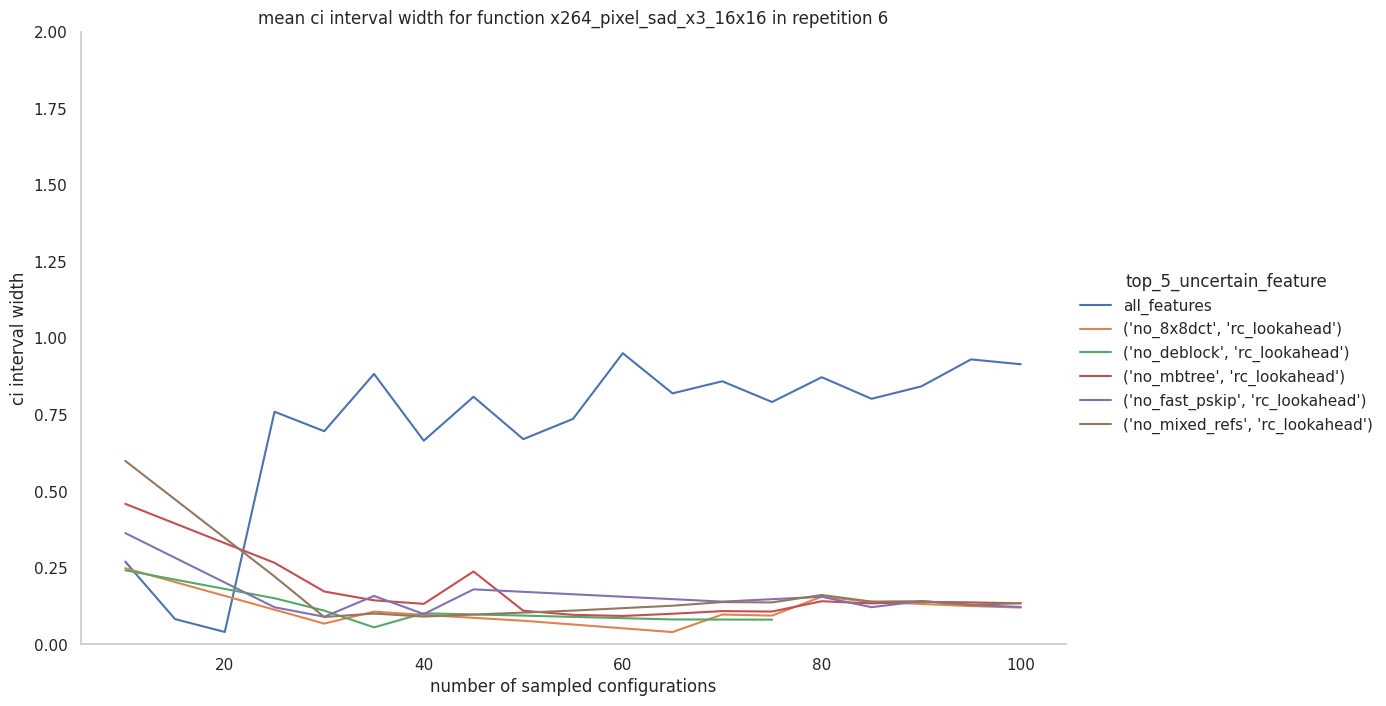 mean ci interval width for function x264_pixel_sad_x3_16x16 in repetition 6
2.00
1.75
1.50
1.25
1.00
0.75
0.50
0.25
0.00
ci interval width
20
40
60
80
100
number of sampled configurations
top_5_uncertain_feature
all_features
('no_8x8dct', 'rc_lookahead')
('no_deblock', 'rc_lookahead')
('no_mbtree', 'rc_lookahead')
('no_fast_pskip', 'rc_lookahead')
('no_mixed_refs', 'rc_lookahead')